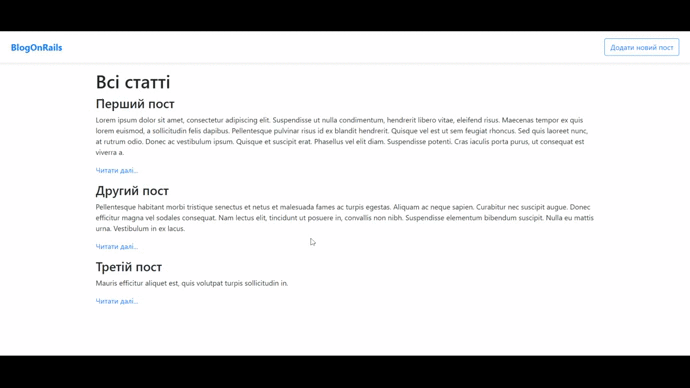 BlogOnRails
Додати новий пост
Всі статті
Перший пост
Lorem ipsum dolor sit amet, consectetur adipiscing elit. Suspendisse ut nulla condimentum, hendrerit libero vitae, eleifend risus. Maecenas tempor ex quis
lorem euismod, a sollicitudin felis dapibus. Pellentesque pulvinar risus id ex blandit hendrerit. Quisque vel est ut sem feugiat rhoncus. Sed quis laoreet nunc,
at rutrum odio. Donec ac vestibulum ipsum. Quisque et suscipit erat. Phasellus vel elit diam. Suspendisse potenti. Cras iaculis porta purus, ut consequat est
viverra a.
Читати далі...
Другий пост
Pellentesque habitant morbi tristique senectus et netus et malesuada fames ac turpis egestas. Aliquam ac neque sapien. Curabitur nec suscipit augue. Donec
efficitur magna vel sodales consequat. Nam lectus elit, tincidunt ut posuere in, convallis non nibh. Suspendisse elementum bibendum suscipit. Nulla eu mattis
urna. Vestibulum in ex lacus.
Читати далі...
Третій пост
Mauris efficitur aliquet est, quis volutpat turpis sollicitudin in.
Читати далі...